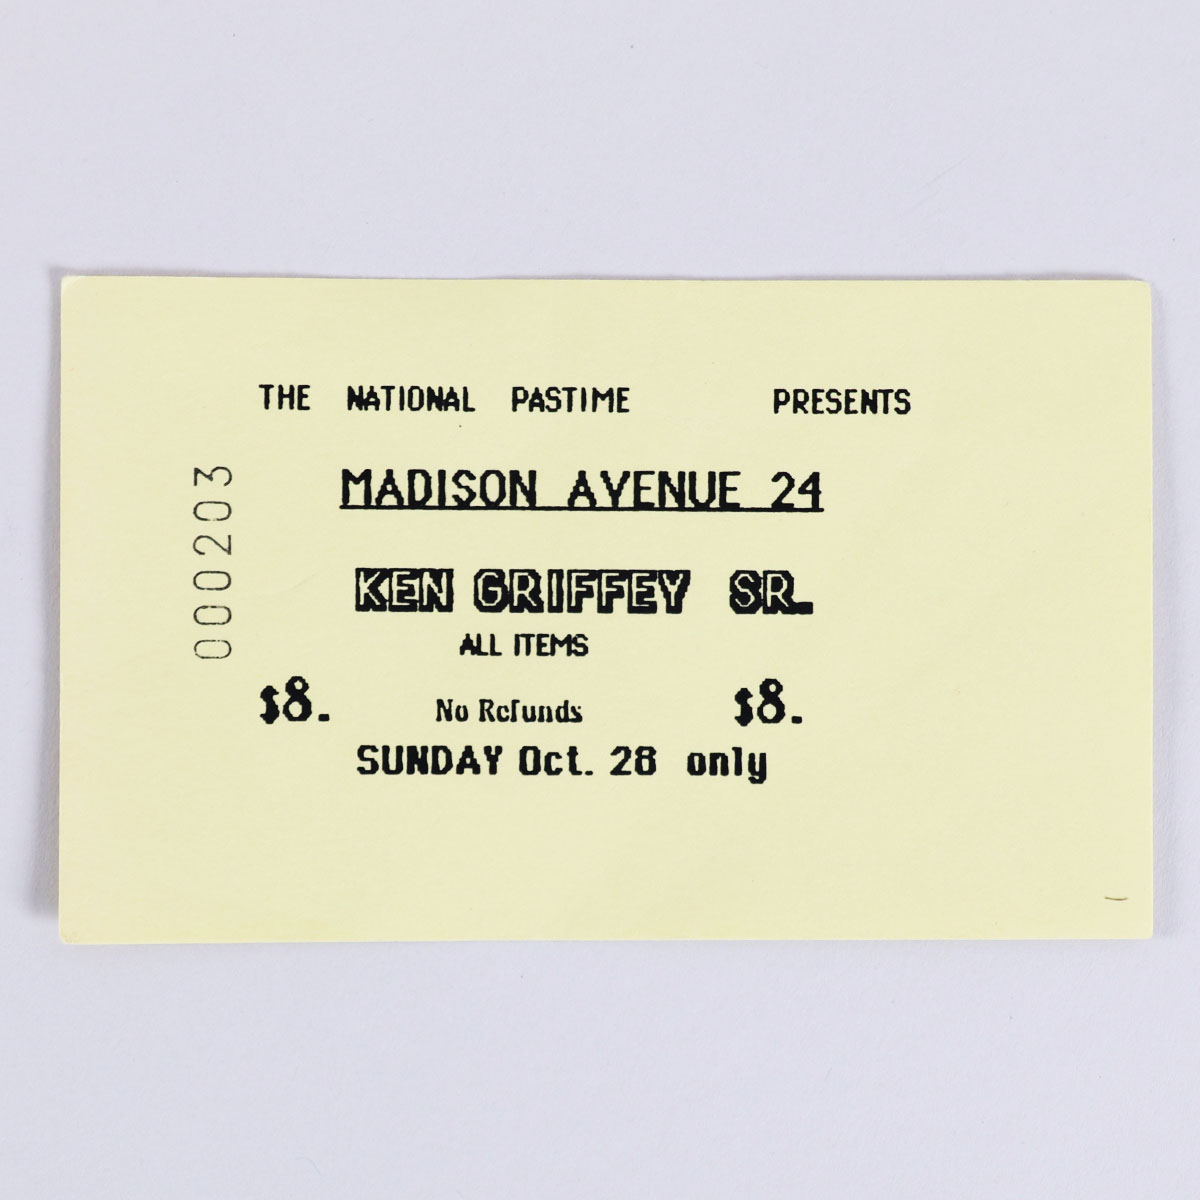 THE NATIONAL PASTIME PRESENTS
MADISON AVENUE 24
000203
KEN GRIFFEY SR.
ALL ITEMS
$8. No Refunds $8.
SUNDAY Oct. 28 only